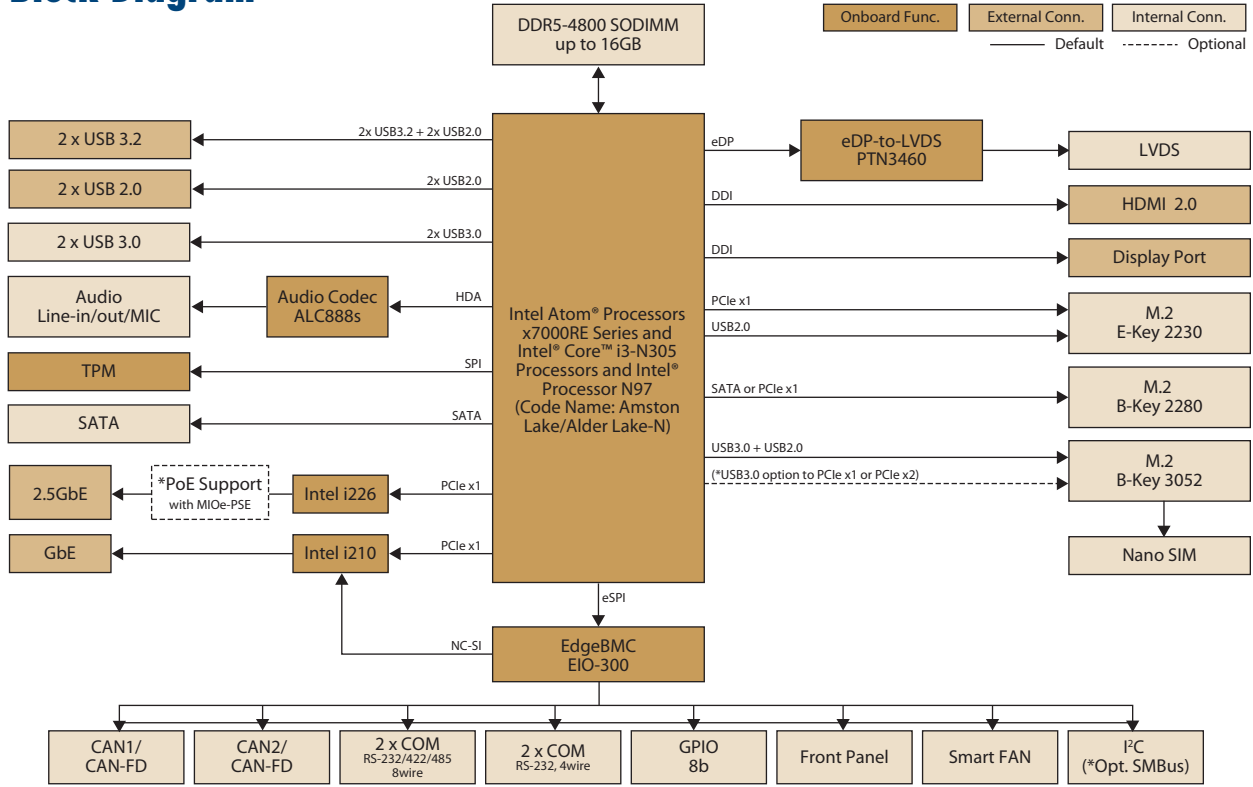 Block Diagram
DDR5-4800 SODIMM
up to 16GB
Onboard Func.
External Conn.
Internal Conn.
Default
Optional
2 x USB 3.2
2x USB3.2 + 2x USB2.0
2 x USB 2.0
2x USB2.0
2 x USB 3.0
2x USB3.0
Audio
Line-in/out/MIC
Audio Codec
ALC888s
HDA
TPM
SPI
SATA
SATA
2.5GbE
*PoE Support
with MIOe-PSE
Intel i226
PCIe x1
GbE
Intel i210
PCIe x1
Intel Atom® Processors
x7000RE Series and
Intel® Core™ i3-N305
Processors and Intel®
Processor N97
(Code Name: Amston
Lake/Alder Lake-N)
eDP
eDP-to-LVDS
PTN3460
LVDS
DDI
HDMI 2.0
DDI
Display Port
PCIe x1
USB2.0
M.2
E-Key 2230
SATA or PCIe x1
M.2
B-Key 2280
USB3.0 + USB2.0
(*USB3.0 option to PCIe x1 or PCIe x2)
M.2
B-Key 3052
Nano SIM
eSPI
NC-SI
EdgeBMC
EIO-300
CAN1/
CAN-FD
CAN2/
CAN-FD
2 x COM
RS-232/422/485
8wire
2 x COM
RS-232, 4wire
GPIO
8b
Front Panel
Smart FAN
I²C
(*Opt. SMBus)